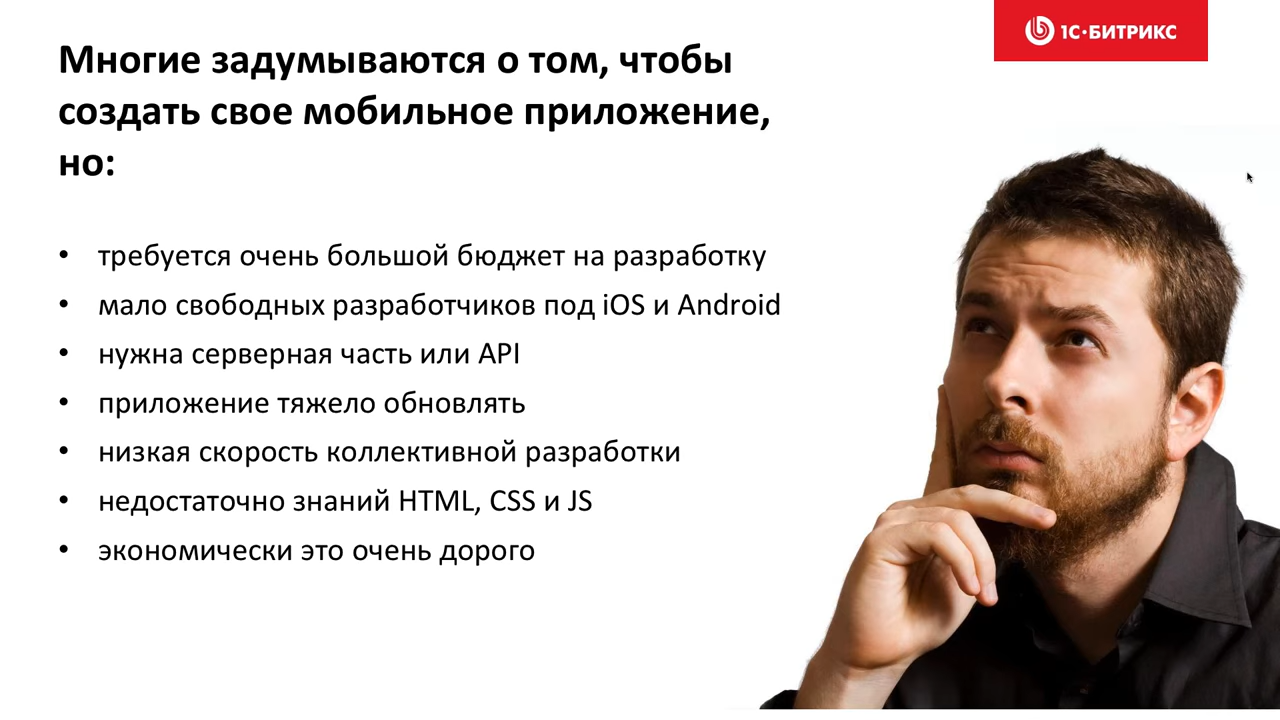 1С·БИТРИКС
Многие задумываются о том, чтобы
создать свое мобильное приложение,
но:
• требуется очень большой бюджет на разработку
• мало свободных разработчиков под iOS и Android
• нужна серверная часть или API
• приложение тяжело обновлять
• низкая скорость коллективной разработки
• недостаточно знаний HTML, CSS и JS
• экономически это очень дорого